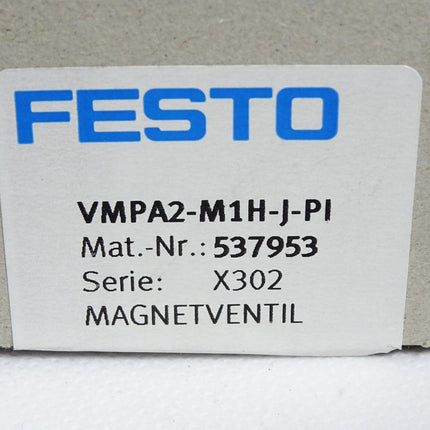 FESTO
VMPA2-M1H-J-PI
Mat.-Nr.: 537953
Serie: X302
MAGNETVENTIL